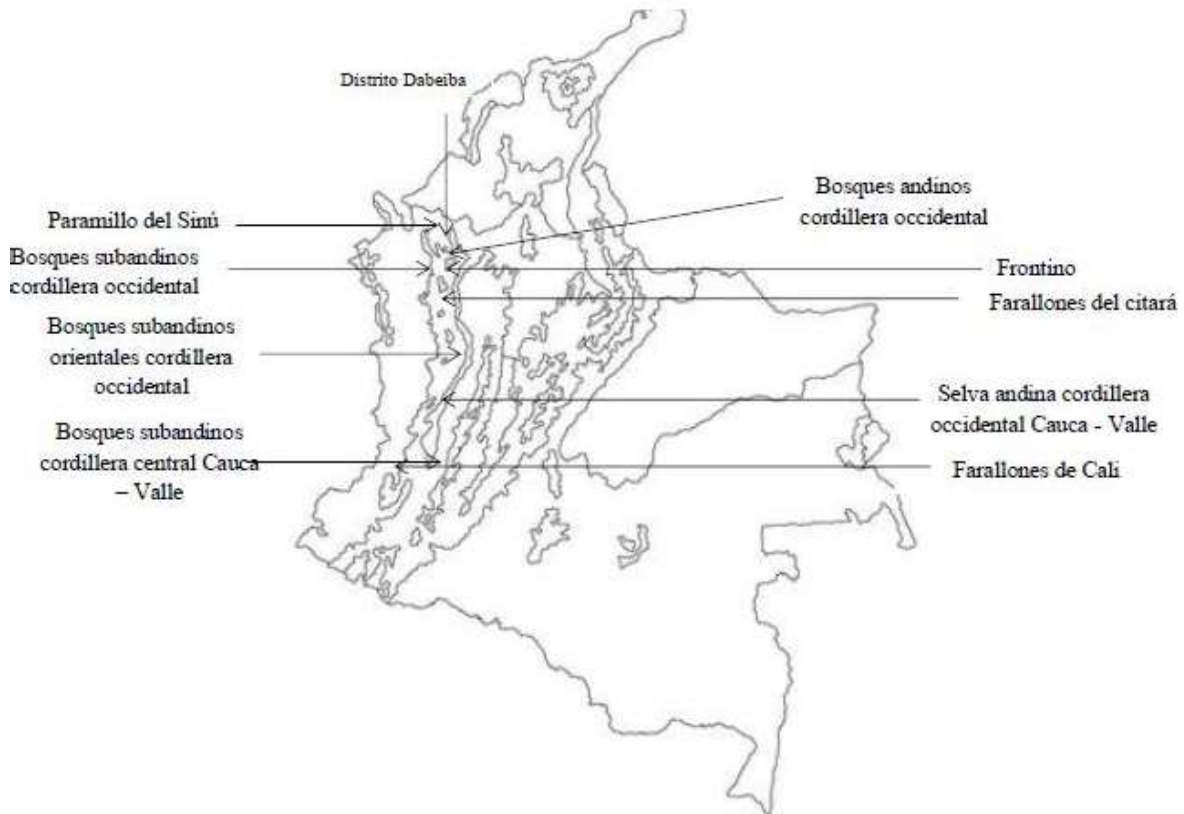 Distrito Dabeiba
Bosques andinos
cordillera occidental
Paramillo del Sinú
Bosques subandinos
cordillera occidental
Frontino
Farallones del citará
Bosques subandinos
orientales cordillera
occidental
Selva andina cordillera
occidental Cauca - Valle
Bosques subandinos
cordillera central Cauca
– Valle
Farallones de Cali